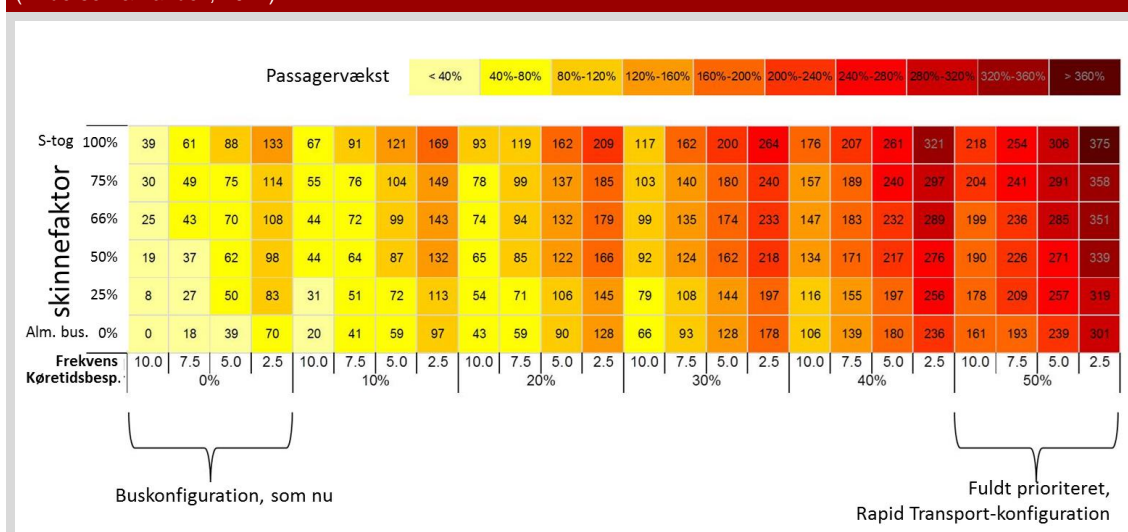 Passagervækst < 40% 40%-80% 80%-120% 120%-160% 160%-200% 200%-240% 240%-280% 280%-320% 320%-360% > 360%
S-tog 100% 39 61 88 133 67 91 121 169 93 119 162 209 117 162 200 264 176 207 261 321 218 254 306 375
75% 30 49 75 114 55 76 104 149 78 99 137 185 103 140 180 240 157 189 240 297 204 241 291 358
66% 25 43 70 108 44 72 99 143 74 94 132 179 99 135 174 233 147 183 232 289 199 236 285 351
50% 19 37 62 98 44 64 87 132 65 85 122 166 92 124 162 218 134 171 217 276 190 226 271 339
25% 8 27 50 83 31 51 72 113 54 71 106 145 79 108 144 197 116 155 197 256 178 209 257 319
Alm. bus. 0% 0 18 39 70 20 41 59 97 43 59 90 128 66 93 128 178 106 139 180 236 161 193 239 301
skinnefaktor
Frekvens 10.0 7.5 5.0 2.5 10.0 7.5 5.0 2.5 10.0 7.5 5.0 2.5 10.0 7.5 5.0 2.5 10.0 7.5 5.0 2.5 10.0 7.5 5.0 2.5
Køretidsbesp. 0% 10% 20% 30% 40% 50%
Buskonfiguration, som nu
Fuldt prioriteret,
Rapid Transport-konfiguration